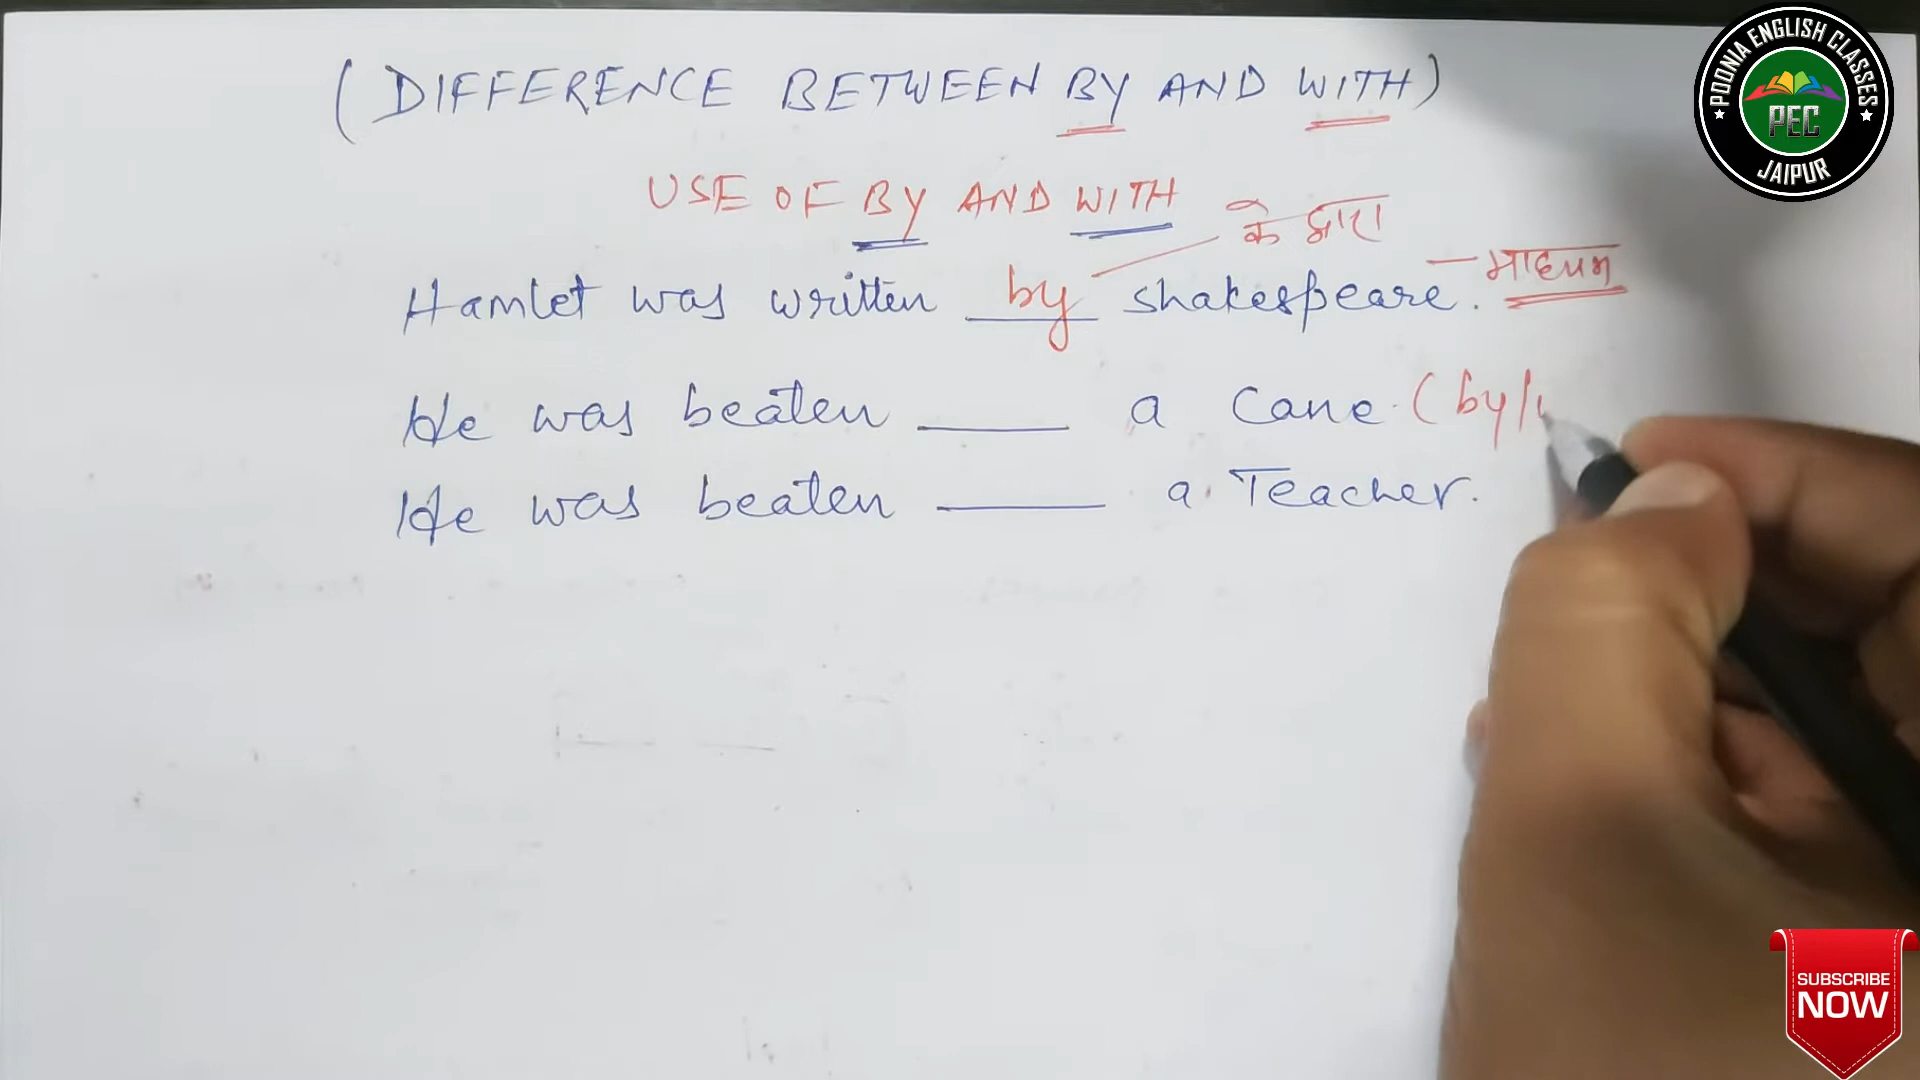 (DIFFERENCE BETWEEN BY AND WITH)
USE OF BY AND WITH
के द्वारा
Hamlet was written by shakespeare. — माध्यम
He was beaten ____ a Cane. (by/
He was beaten ____ a Teacher.
POONIA ENGLISH CLASSES
PEC
JAIPUR
SUBSCRIBE
NOW